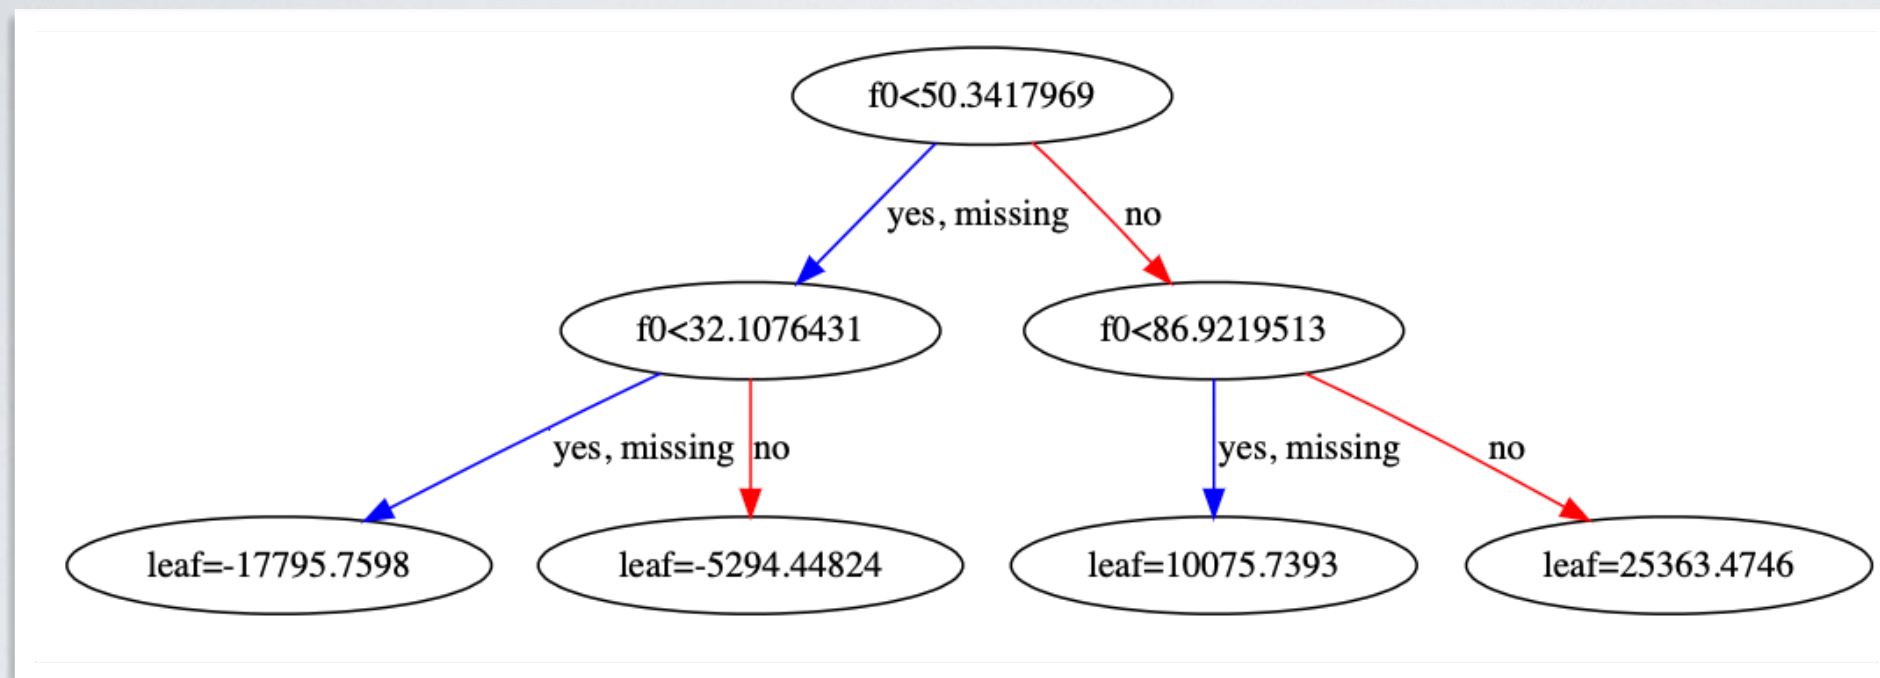 f0<50.3417969
yes, missing
no
f0<32.1076431
f0<86.9219513
yes, missing
no
yes, missing
no
leaf=-17795.7598
leaf=-5294.44824
leaf=10075.7393
leaf=25363.4746